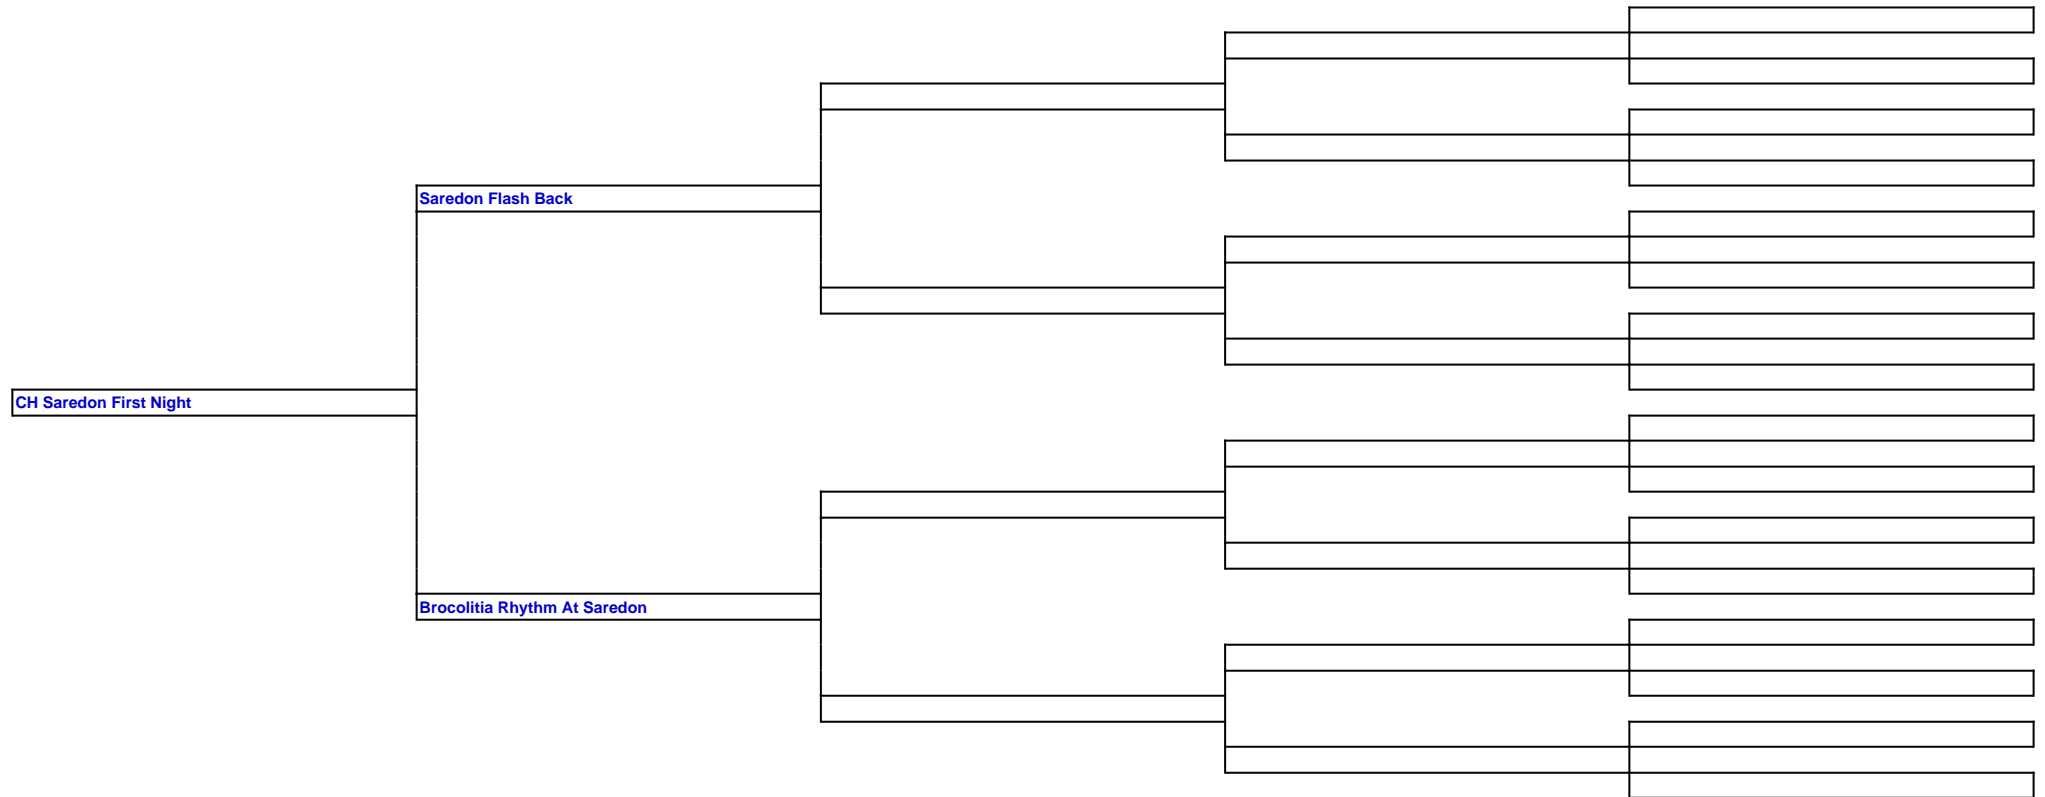 Saredon Flash Back
CH Saredon First Night
Brocolitia Rhythm At Saredon